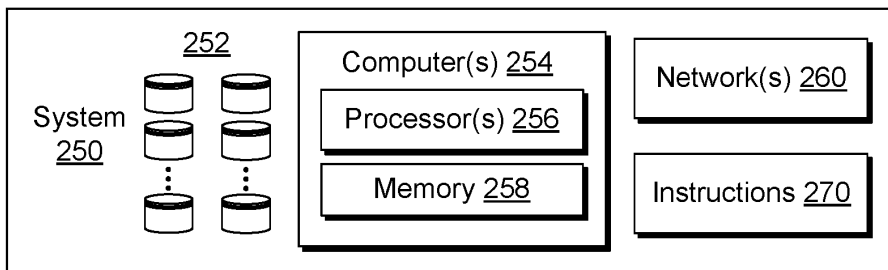 System
250
252
Computer(s) 254
Processor(s) 256
Memory 258
Network(s) 260
Instructions 270